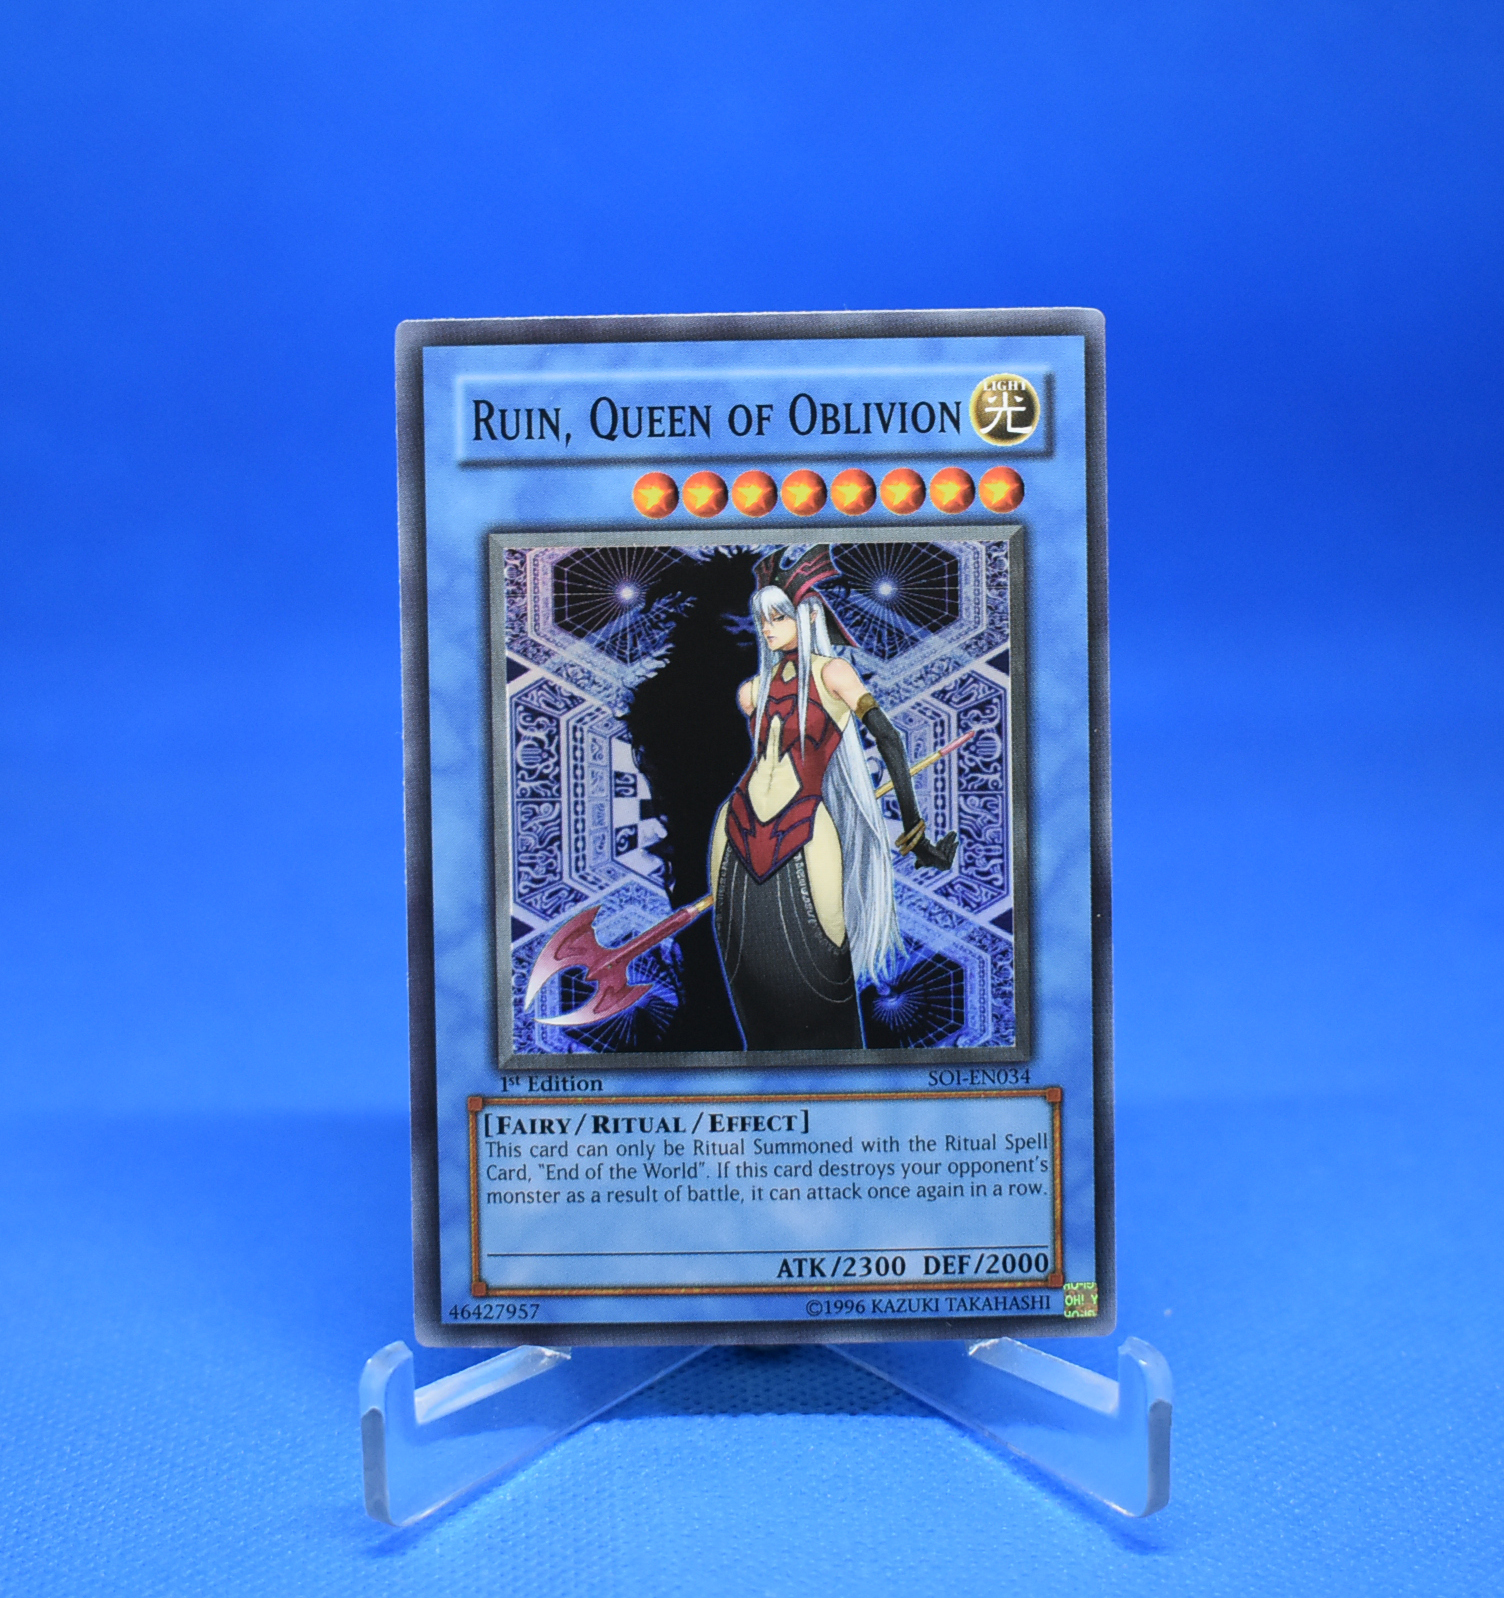 RUIN, QUEEN OF OBLIVION
LIGHT
光
1st Edition
SOI-EN034
[FAIRY/RITUAL/EFFECT]
This card can only be Ritual Summoned with the Ritual Spell
Card, "End of the World". If this card destroys your opponent's
monster as a result of battle, it can attack once again in a row.
ATK/2300 DEF/2000
46427957
©1996 KAZUKI TAKAHASHI
OH! Y